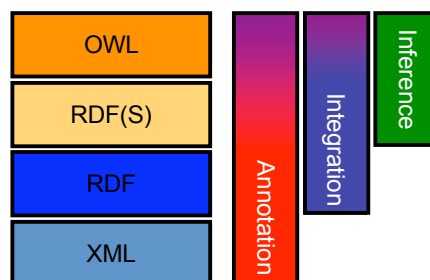 OWL
RDF(S)
RDF
XML
Annotation
Integration
Inference